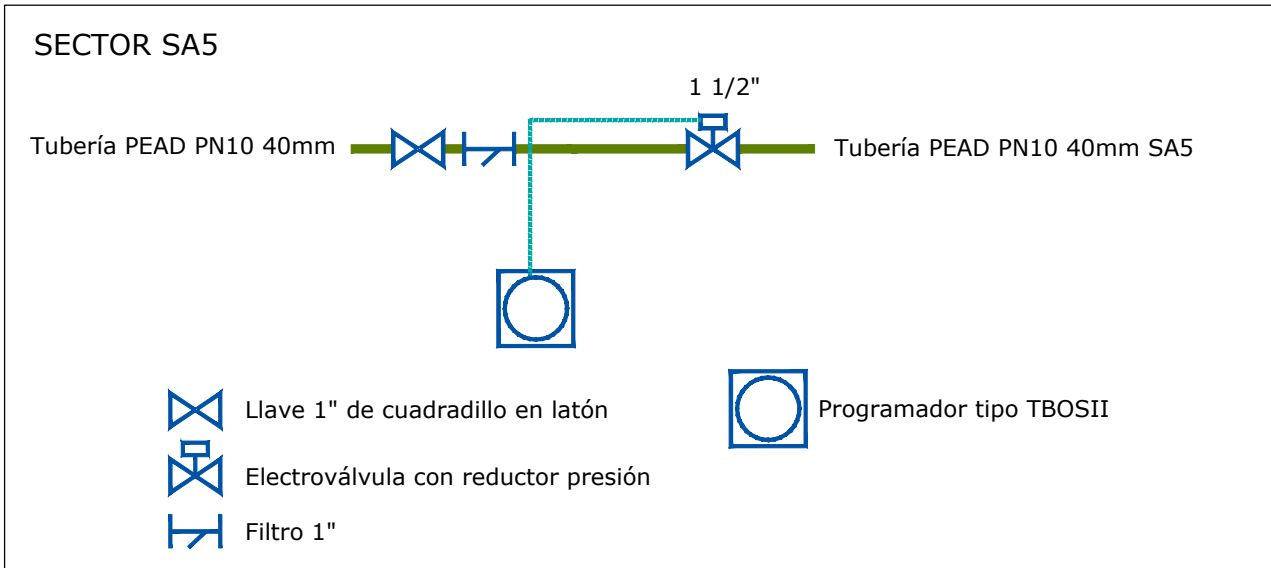 SECTOR SA5
1 1/2"
Tubería PEAD PN10 40mm
Tubería PEAD PN10 40mm SA5
Llave 1" de cuadradillo en latón
Programador tipo TBOSII
Electroválvula con reductor presión
Filtro 1"